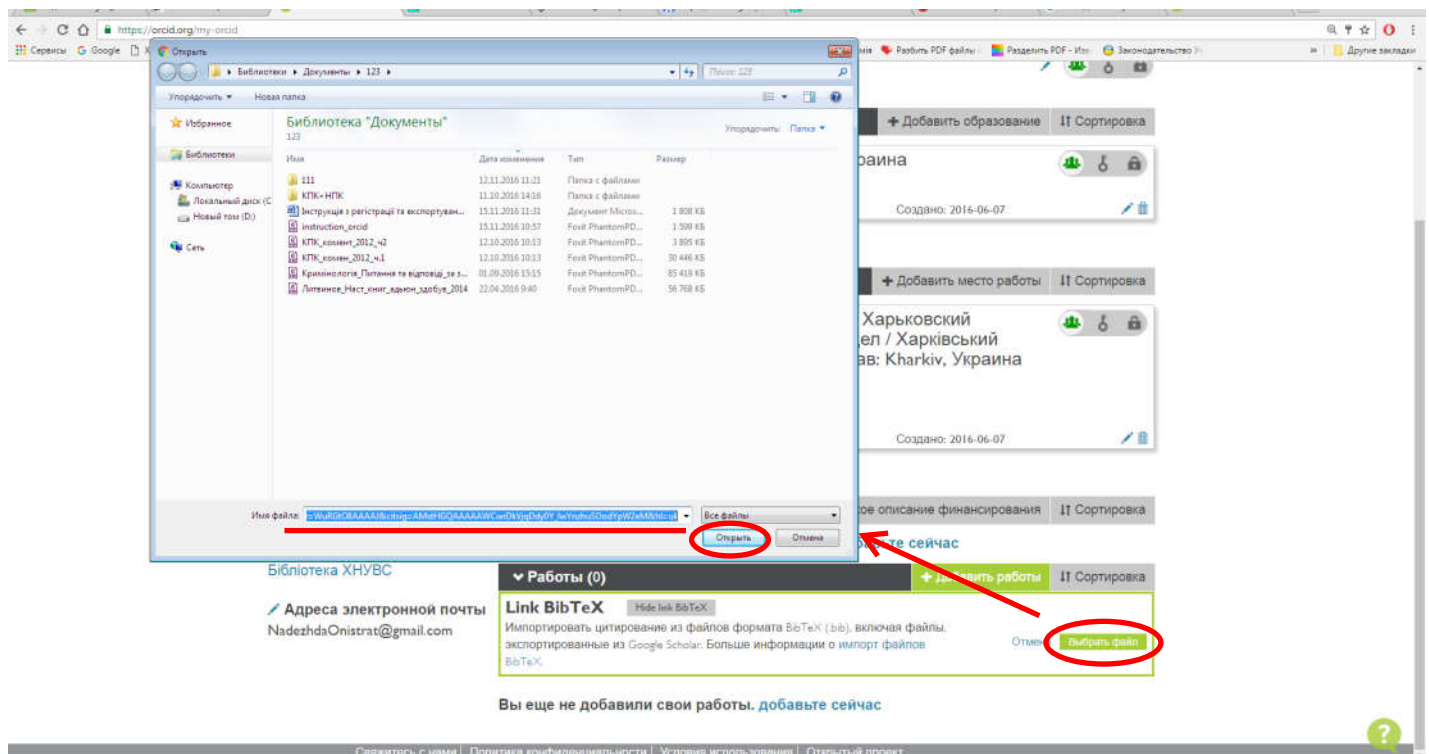 https://orcid.org/my-orcid
Сервисы Google
Разбить PDF файлы Разделить PDF - Изв Законодательство
Другие закладки
Открыть
Библиотеки Документы 123
Поиск: 123
Упорядочить Новая папка
Избранное
Библиотеки
Компьютер
Локальный диск (C
Новый том (D:)
Сеть
Библиотека "Документы"
123
Упорядочить: Папка
Имя Дата изменения Тип Размер
111 12.11.2016 11:21 Папка с файлами
КПК+НПК 11.10.2016 14:16 Папка с файлами
Інструкція з регістрації та експортуван... 15.11.2016 11:31 Документ Micros... 1 808 КБ
instruction_orcid 15.11.2016 10:57 Foxit PhantomPD... 1 599 КБ
КПК_комент_2012_ч2 12.10.2016 10:13 Foxit PhantomPD... 3 895 КБ
КПК_комен_2012_ч.1 12.10.2016 10:13 Foxit PhantomPD... 30 446 КБ
Кримінологія_Питання та відповіді_за з... 01.09.2016 15:15 Foxit PhantomPD... 85 419 КБ
Литвинов_Наст_книг_адьюн_здобув_2014 22.04.2016 9:40 Foxit PhantomPD... 56 768 КБ
Имя файла:
Все файлы
Открыть Отмена
Добавить образование Сортировка
раина
Создано: 2016-06-07
Добавить место работы Сортировка
Харьковский
ел / Харківський
ав: Kharkiv, Украина
Создано: 2016-06-07
ое описание финансирования Сортировка
бавьте сейчас
Бібліотека ХНУВС
Адреса электронной почты
NadezhdaOnistrat@gmail.com
Работы (0) Добавить работы Сортировка
Link BibTeX Hide link BibTeX
Импортировать цитирование из файлов формата BibTeX (.bib), включая файлы,
экспортированные из Google Scholar. Больше информации о импорт файлов
BibTeX.
Отмен Выбрать файл
Вы еще не добавили свои работы. добавьте сейчас
Свяжитесь с нами | Политика конфиденциальности | Условия использования | Открытый проект